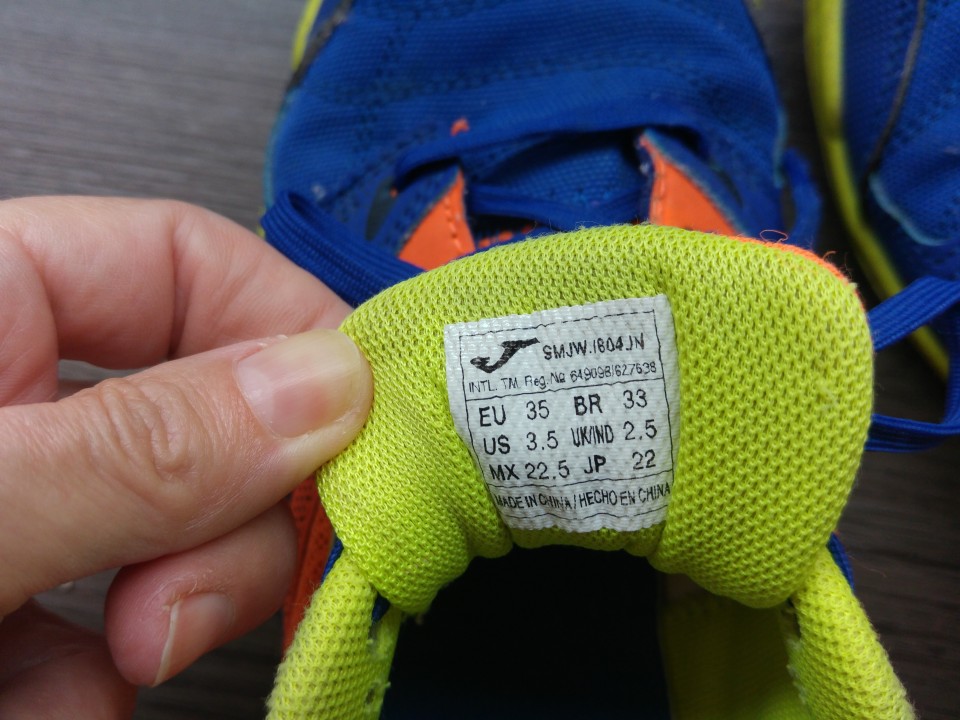 SMJW.I604JN
INTL. TM. Reg. Nº 649098/627638
EU 35 BR 33
US 3.5 UK/IND 2.5
MX 22.5 JP 22
MADE IN CHINA / HECHO EN CHINA